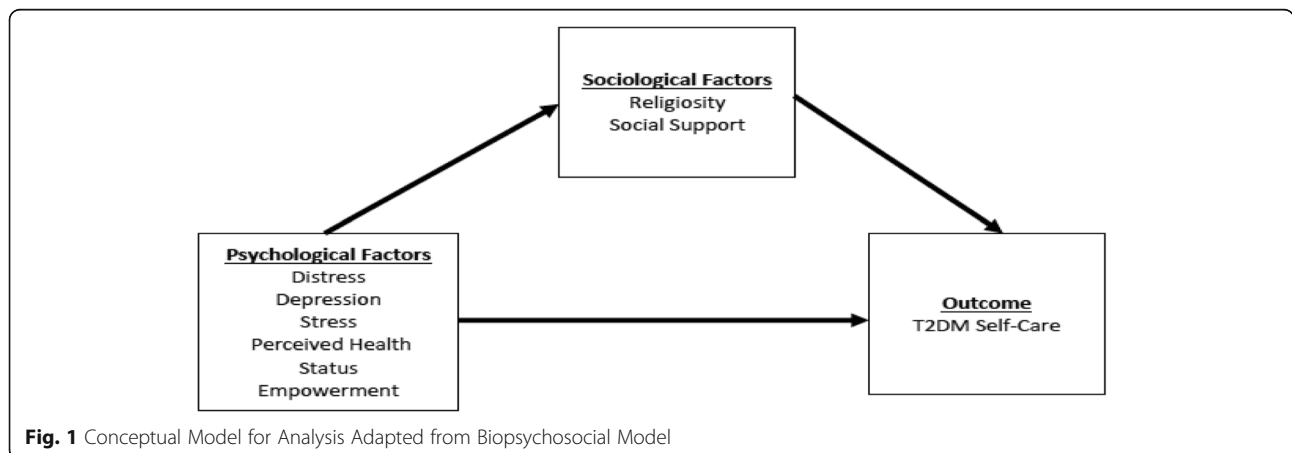 Sociological Factors
Religiosity
Social Support
Psychological Factors
Distress
Depression
Stress
Perceived Health
Status
Empowerment
Outcome
T2DM Self-Care
Fig. 1 Conceptual Model for Analysis Adapted from Biopsychosocial Model